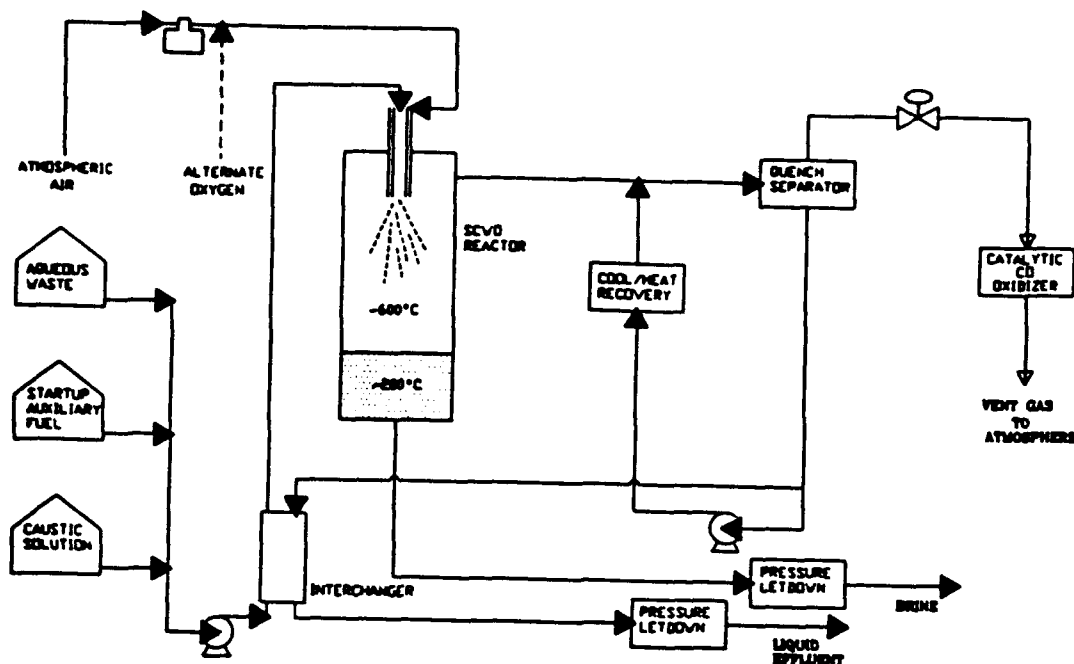 ATMOSPHERIC
AIR
ALTERNATE
OXYGEN
AQUEOUS
WASTE
STARTUP
AUXILIARY
FUEL
CAUSTIC
SOLUTION
SCWO
REACTOR
~600°C
~200°C
COOL/HEAT
RECOVERY
QUENCH
SEPARATOR
CATALYTIC
CO
OXIDIZER
VENT GAS
TO
ATMOSPHERE
INTERCHANGER
PRESSURE
LETDOWN
BRINE
PRESSURE
LETDOWN
LIQUID
EFFLUENT